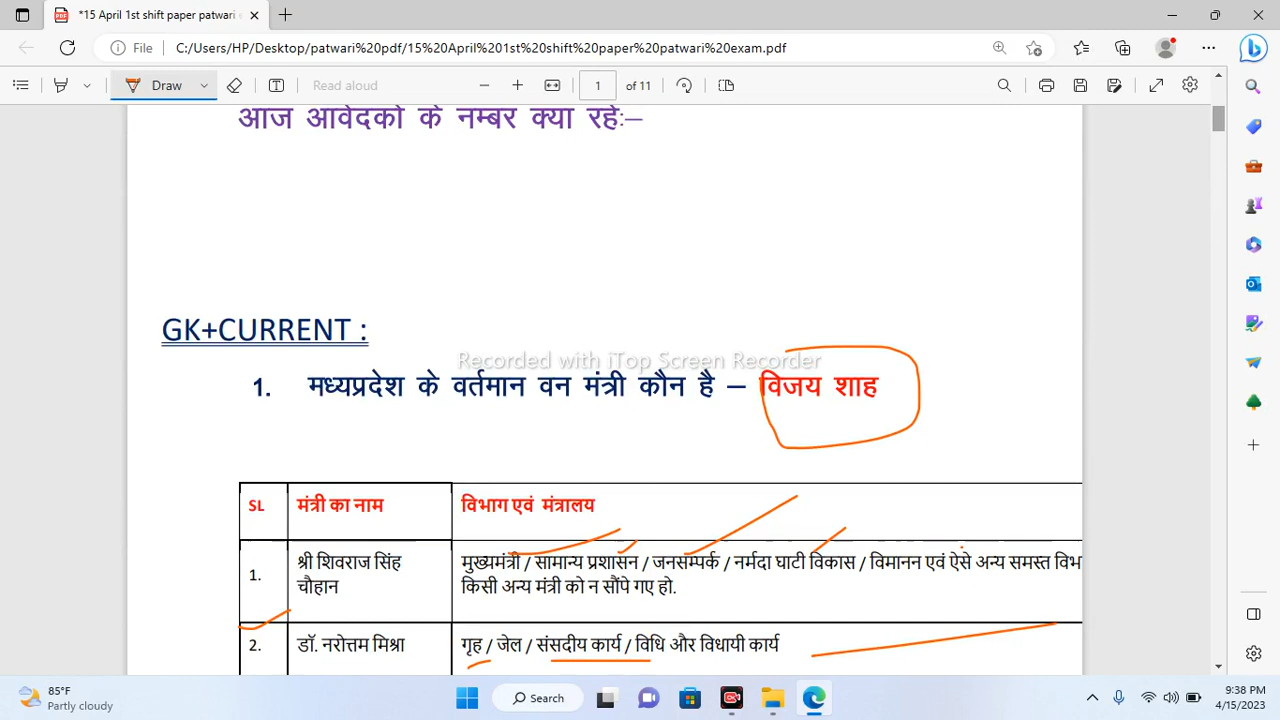 *15 April 1st shift paper patwari e
File C:/Users/HP/Desktop/patwari%20pdf/15%20April%201st%20shift%20paper%20patwari%20exam.pdf
Draw Read aloud 1 of 11
आज आवेदको के नम्बर क्या रहे:–
GK+CURRENT :
Recorded with iTop Screen Recorder
1. मध्यप्रदेश के वर्तमान वन मंत्री कौन है – विजय शाह
SL मंत्री का नाम विभाग एवं मंत्रालय
1. श्री शिवराज सिंह चौहान मुख्यमंत्री / सामान्य प्रशासन / जनसम्पर्क / नर्मदा घाटी विकास / विमानन एवं ऐसे अन्य समस्त विभा
किसी अन्य मंत्री को न सौंपे गए हो.
2. डॉ. नरोत्तम मिश्रा गृह / जेल / संसदीय कार्य / विधि और विधायी कार्य
85°F
Partly cloudy
Search
9:38 PM
4/15/2023